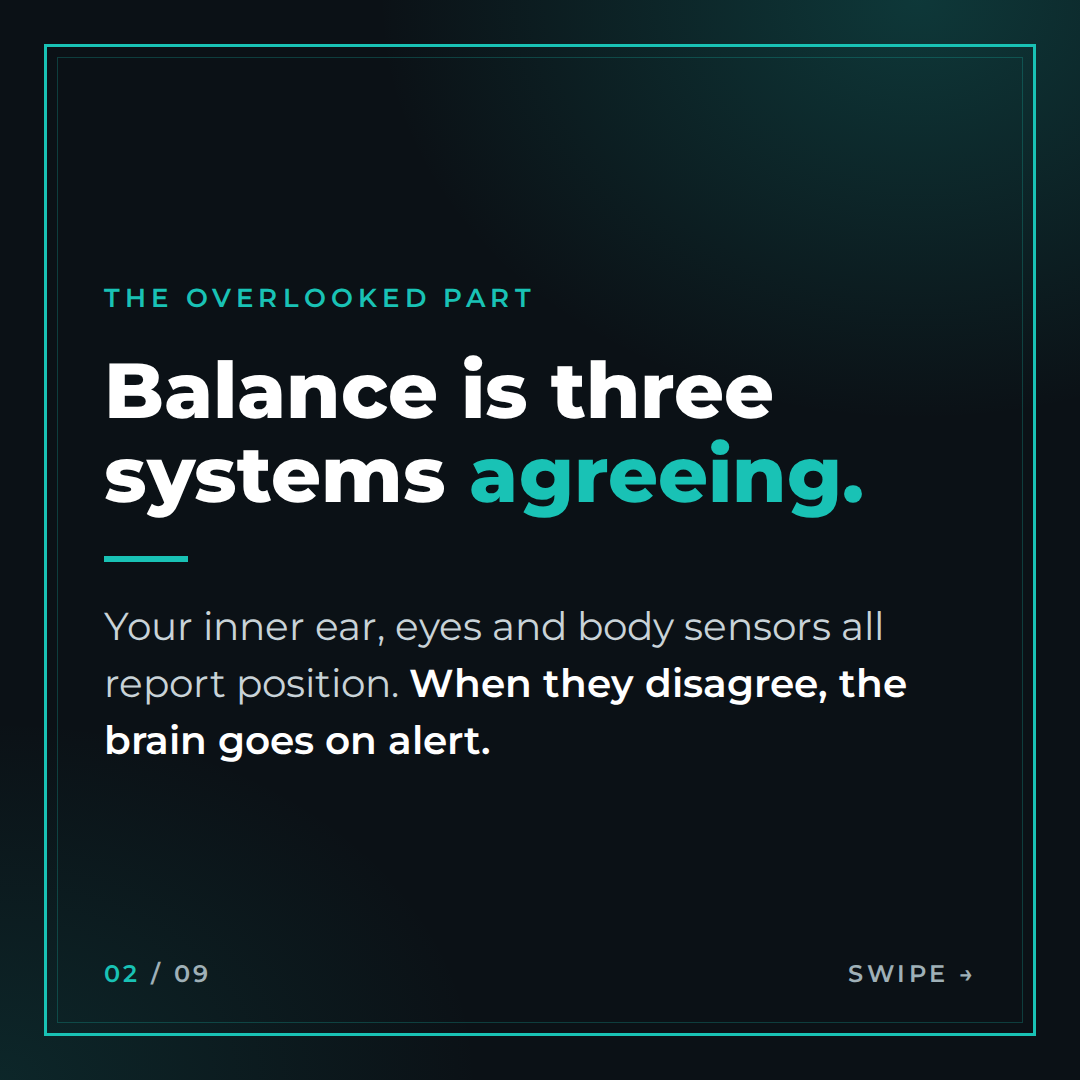 THE OVERLOOKED PART
Balance is three
systems agreeing.
Your inner ear, eyes and body sensors all
report position. When they disagree, the
brain goes on alert.
02 / 09
SWIPE →